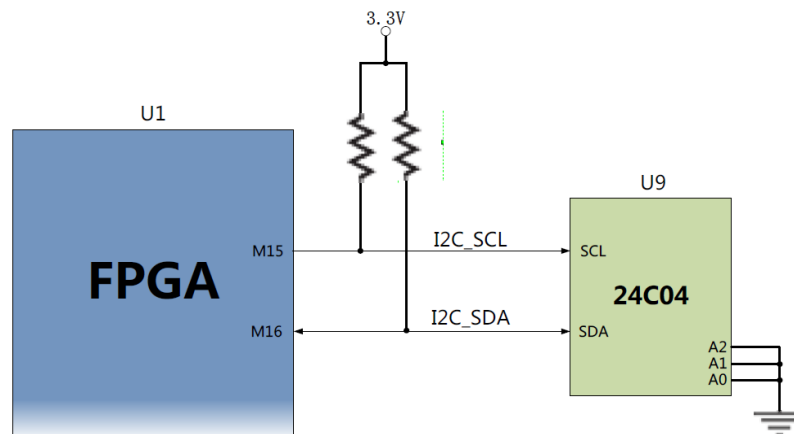 3.3V
U1
U9
M15
I2C_SCL
SCL
FPGA
24C04
M16
I2C_SDA
SDA
A2
A1
A0